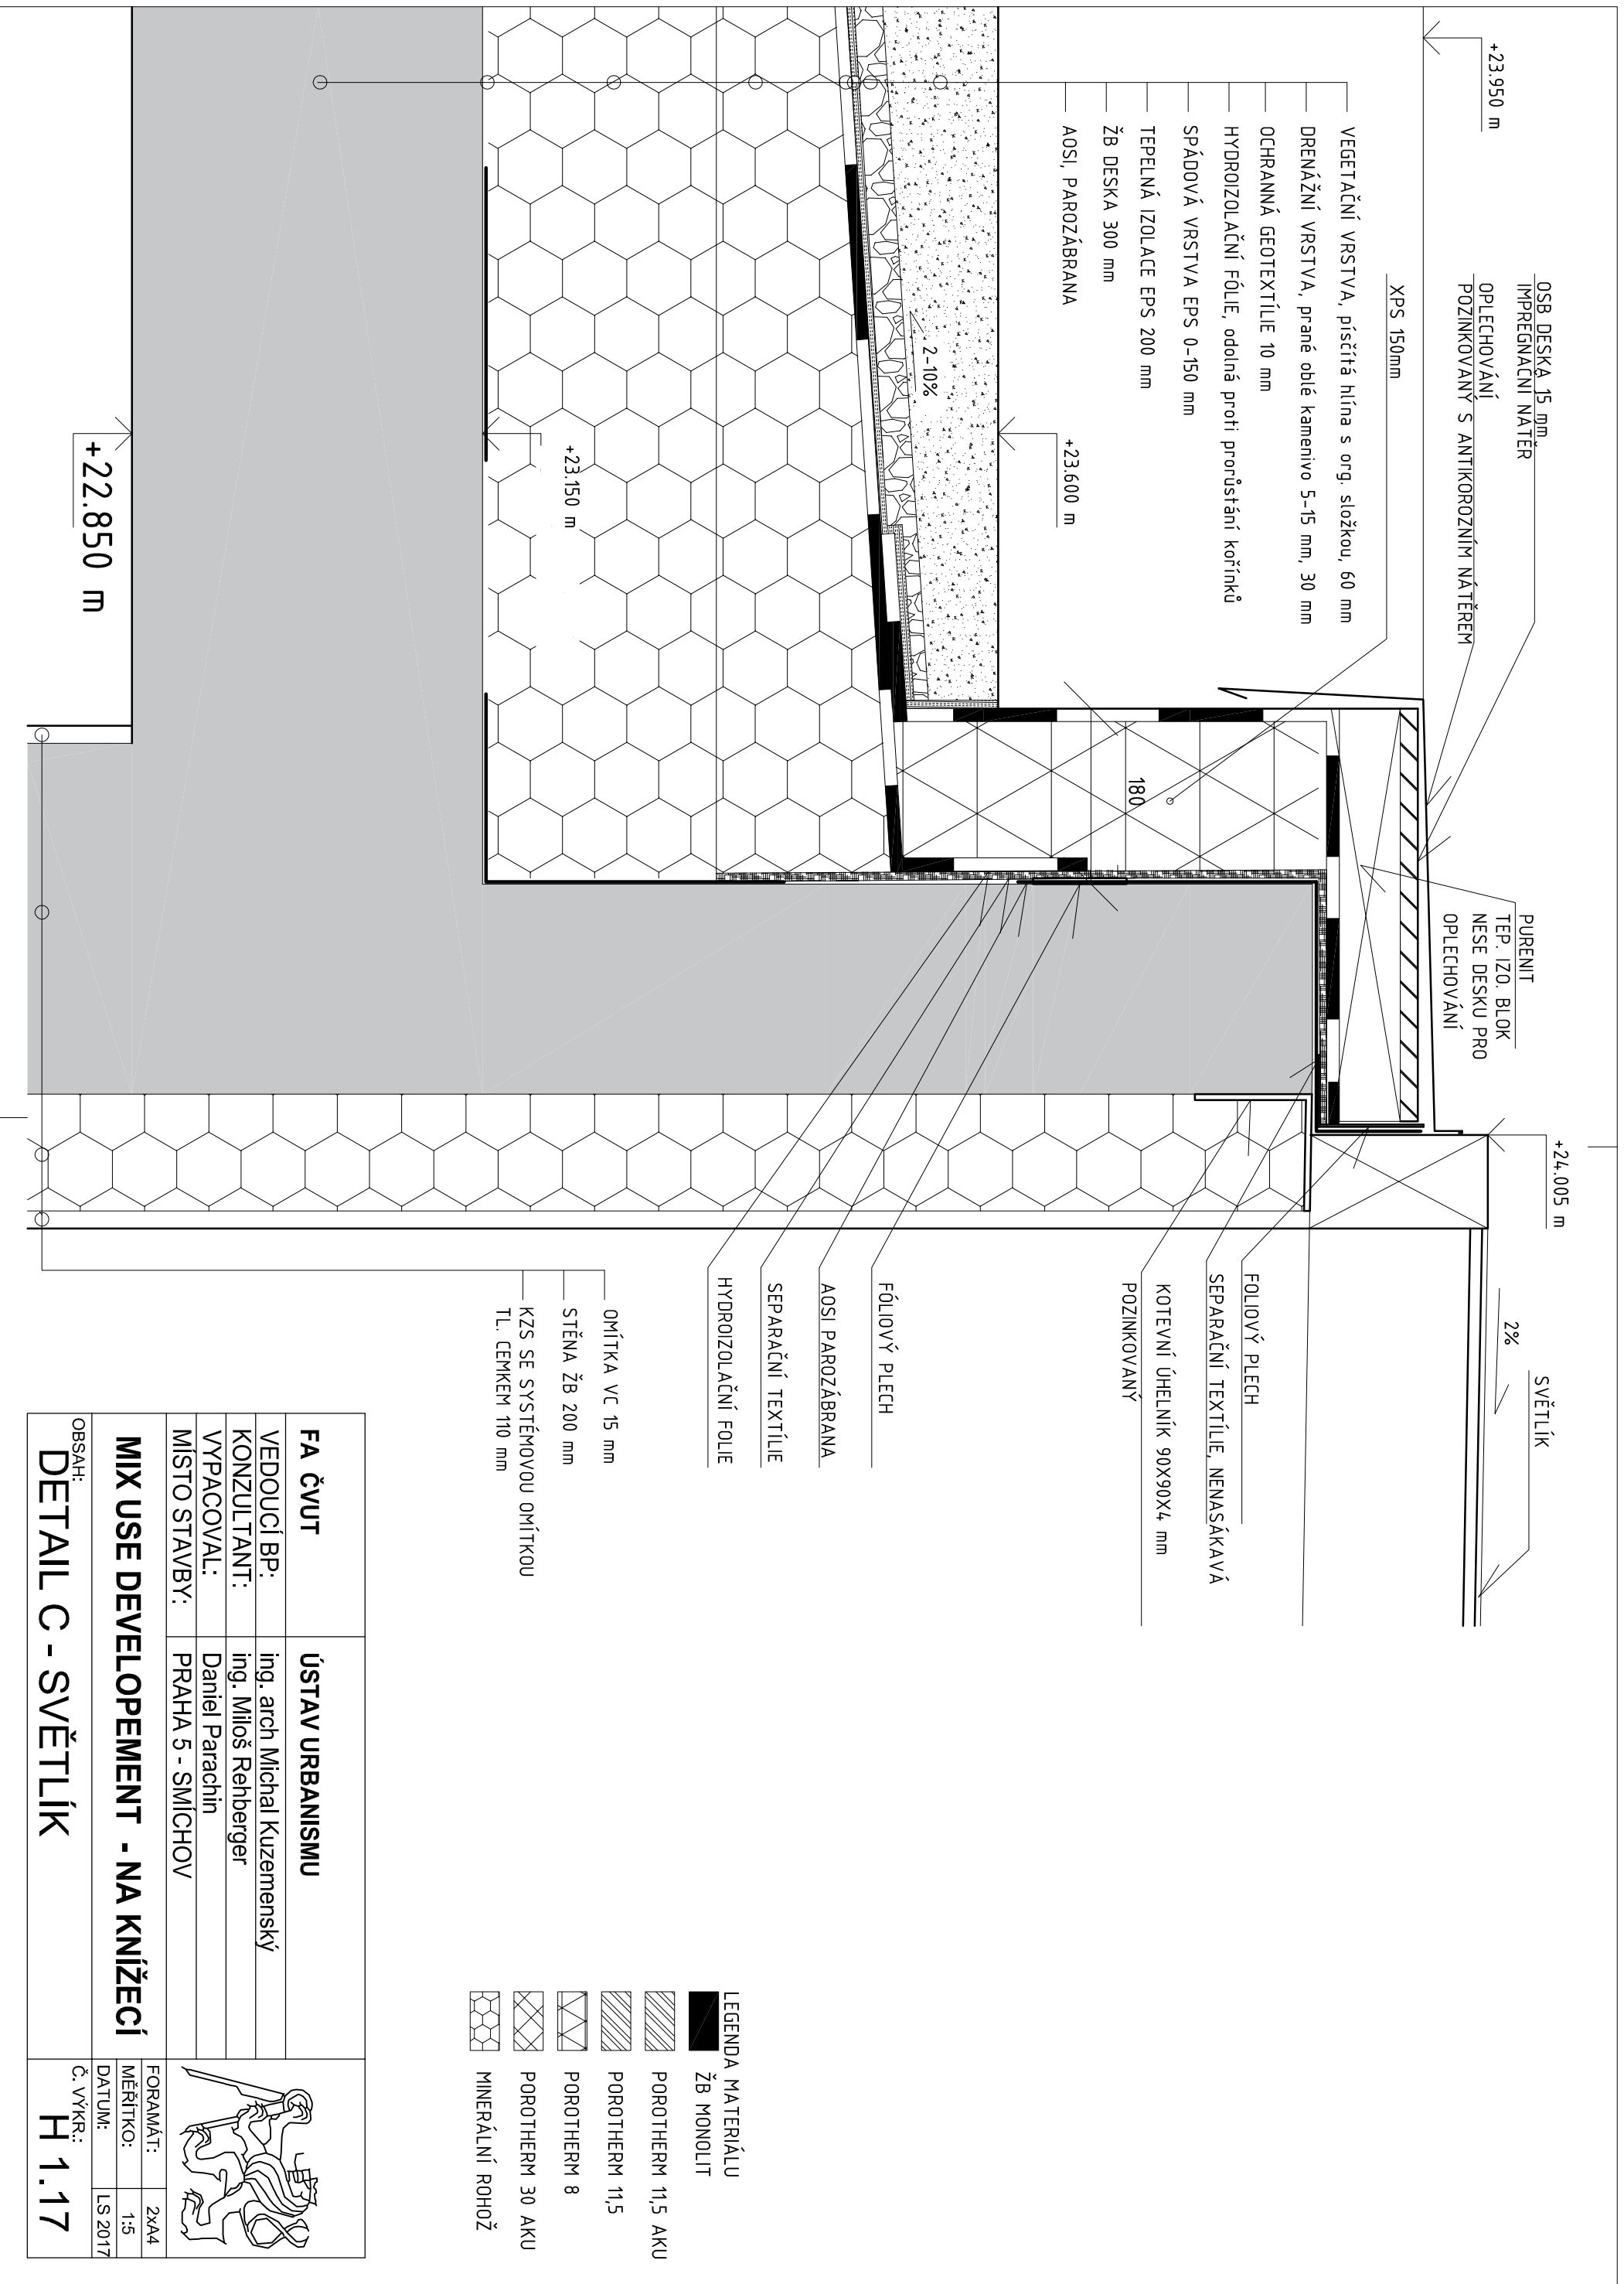 +23.950 m
OSB DESKA 15 mm
IMPREGNAČNÍ NÁTĚR
OPLECHOVÁNÍ
POZINKOVANÝ S ANTIKOROZNÍM NÁTĚREM
XPS 150mm
VEGETAČNÍ VRSTVA, písčítá hlína s org. složkou, 60 mm
DRENÁŽNÍ VRSTVA, prané oblé kamenivo 5-15 mm, 30 mm
OCHRANNÁ GEOTEXTÍLIE 10 mm
HYDROIZOLAČNÍ FÓLIE, odolná proti prorůstání kořínků
SPÁDOVÁ VRSTVA EPS 0-150 mm
TEPELNÁ IZOLACE EPS 200 mm
ŽB DESKA 300 mm
AOSI, PAROZÁBRANA
2-10%
+23.600 m
+23.150 m
+22.850 m
180
PURENIT
TEP. IZO. BLOK
NESE DESKU PRO
OPLECHOVÁNÍ
+24.005 m
2%
SVĚTLÍK
FOLIOVÝ PLECH
SEPARAČNÍ TEXTÍLIE, NENASÁKAVÁ
KOTEVNÍ ÚHELNÍK 90X90X4 mm
POZINKOVANÝ
FÓLIOVÝ PLECH
AOSI PAROZÁBRANA
SEPARAČNÍ TEXTÍLIE
HYDROIZOLAČNÍ FOLIE
OMÍTKA VC 15 mm
STĚNA ŽB 200 mm
KZS SE SYSTÉMOVOU OMÍTKOU
TL. CEMKEM 110 mm
LEGENDA MATERIÁLU
ŽB MONOLIT
POROTHERM 11,5 AKU
POROTHERM 11,5
POROTHERM 8
POROTHERM 30 AKU
MINERÁLNÍ ROHOŽ
FA ČVUT ÚSTAV URBANISMU
VEDOUCÍ BP: ing. arch Michal Kuzemenský
KONZULTANT: ing. Miloš Rehberger
VYPACOVAL: Daniel Parachin
MÍSTO STAVBY: PRAHA 5 - SMÍCHOV
MIX USE DEVELOPEMENT - NA KNÍŽECÍ
FORAMÁT: 2xA4
MĚŘÍTKO: 1:5
DATUM: LS 2017
OBSAH:
DETAIL C - SVĚTLÍK
Č. VÝKR.:
H 1.17